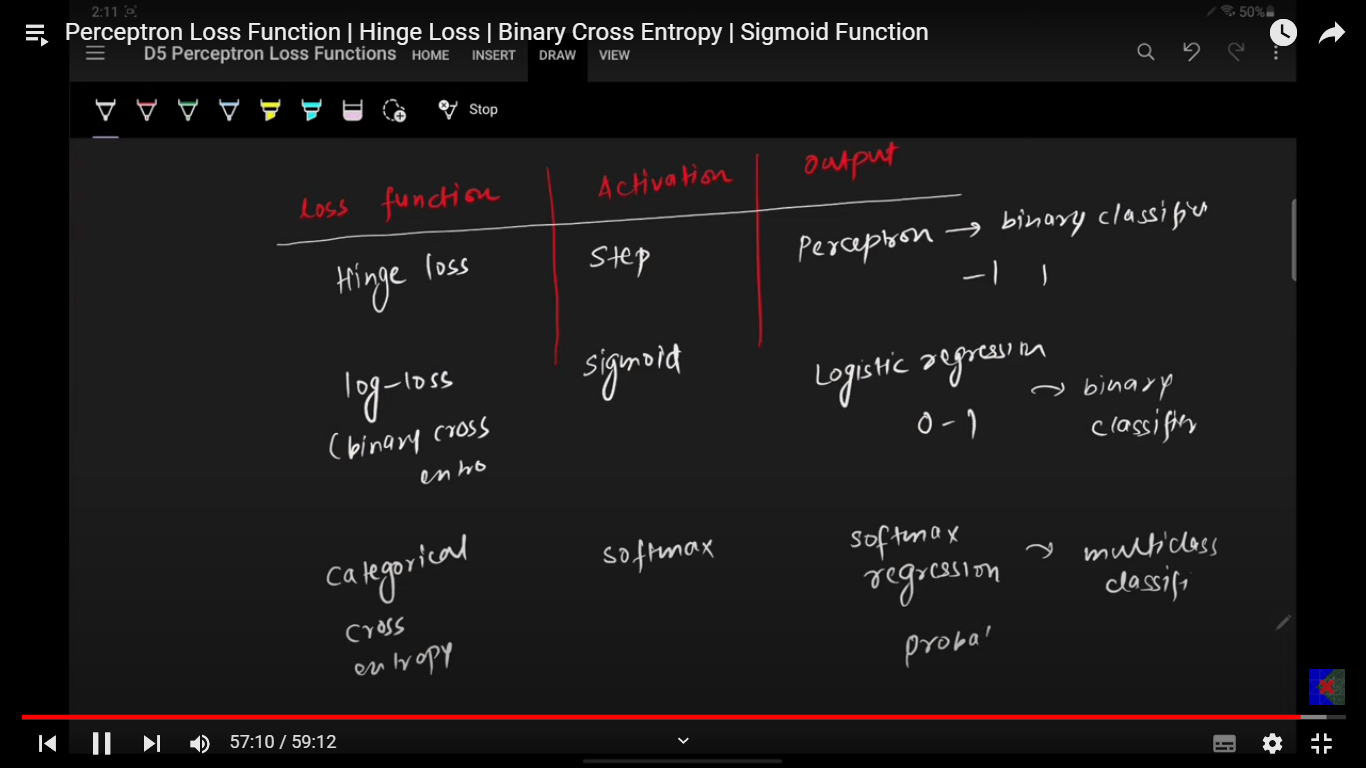 2:11
50%
Perceptron Loss Function | Hinge Loss | Binary Cross Entropy | Sigmoid Function
D5 Perceptron Loss Functions HOME INSERT DRAW VIEW
Stop
Loss function Activation Output
Hinge loss Step Perceptron → binary classifier
-1 1
log-loss Sigmoid Logistic regression → binary
(binary cross 0-1 classifier
entro
Categorical softmax softmax → multiclass
regression classifi
cross
entropy proba
57:10 / 59:12